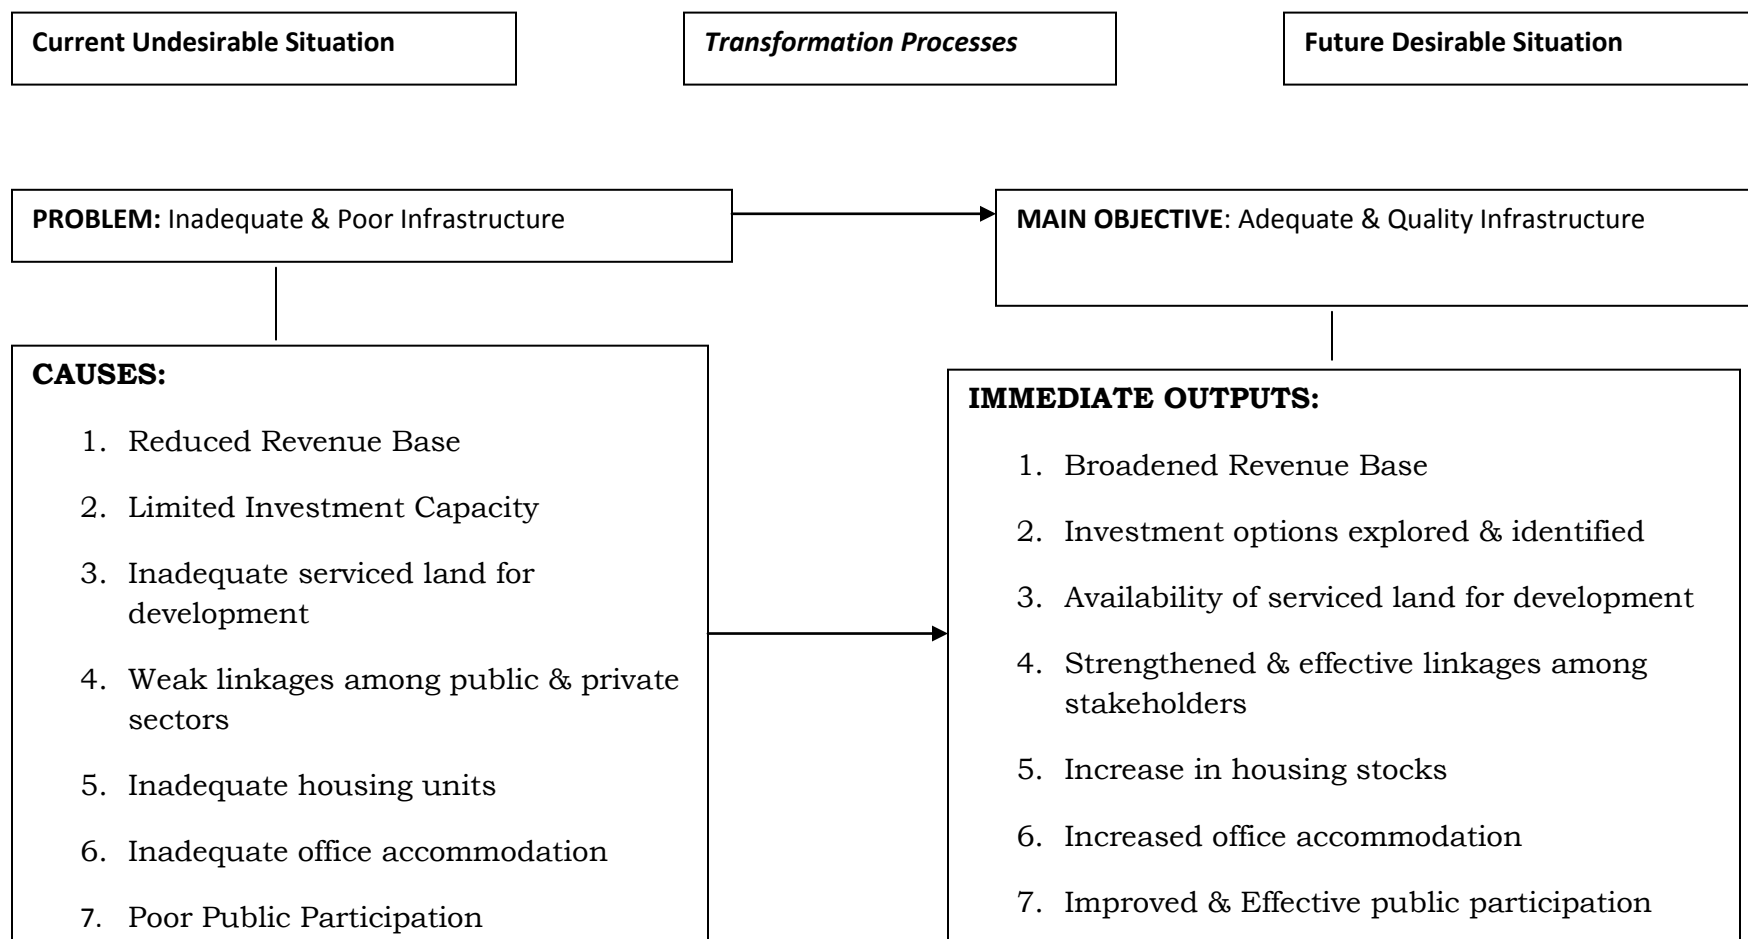 Current Undesirable Situation
Transformation Processes
Future Desirable Situation
PROBLEM: Inadequate & Poor Infrastructure
MAIN OBJECTIVE: Adequate & Quality Infrastructure
CAUSES:
1. Reduced Revenue Base
2. Limited Investment Capacity
3. Inadequate serviced land for
development
4. Weak linkages among public & private
sectors
5. Inadequate housing units
6. Inadequate office accommodation
7. Poor Public Participation
IMMEDIATE OUTPUTS:
1. Broadened Revenue Base
2. Investment options explored & identified
3. Availability of serviced land for development
4. Strengthened & effective linkages among
stakeholders
5. Increase in housing stocks
6. Increased office accommodation
7. Improved & Effective public participation